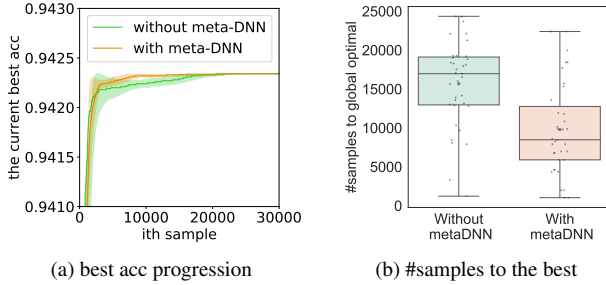 0.9430
0.9425
0.9420
0.9415
0.9410
the current best acc
without meta-DNN
with meta-DNN
0 10000 20000 30000
ith sample
(a) best acc progression
25000
20000
15000
10000
5000
0
#samples to global optimal
Without
metaDNN
With
metaDNN
(b) #samples to the best